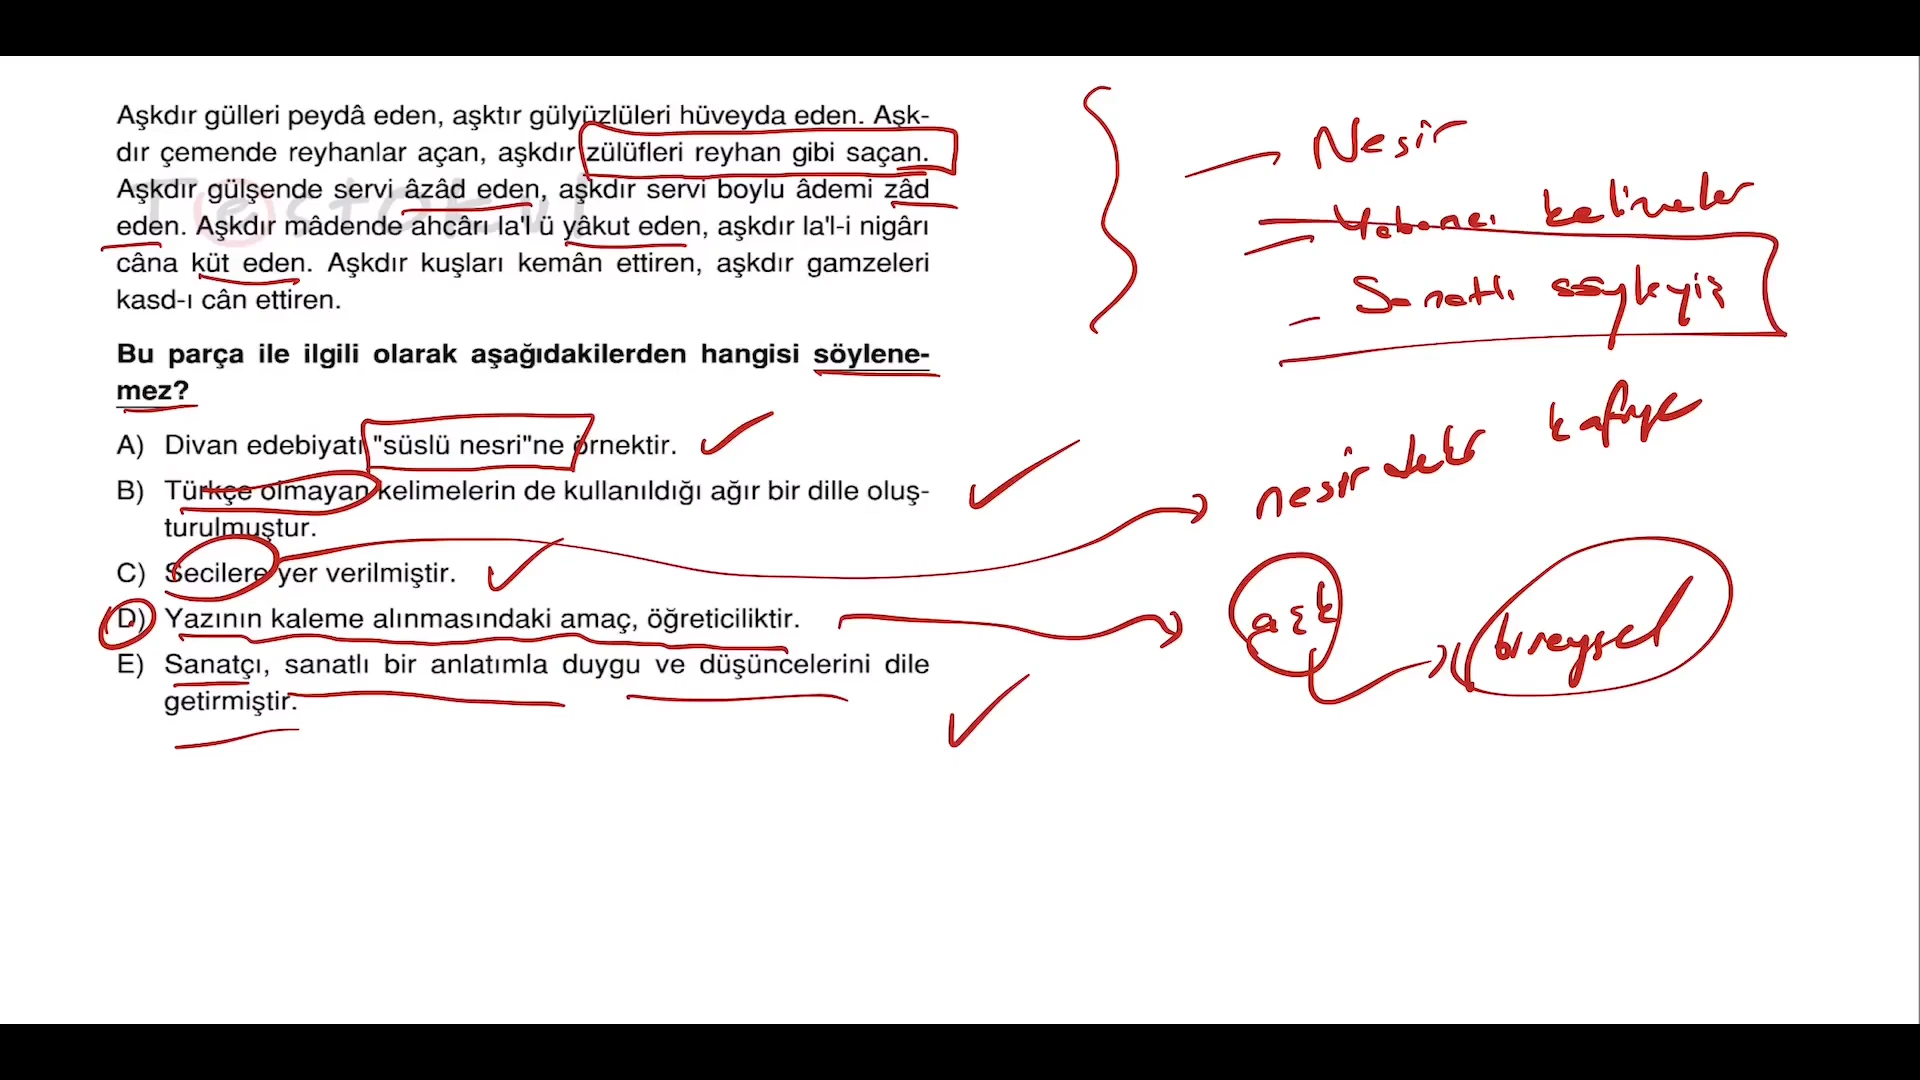 Aşkdır gülleri peydâ eden, aşktır gülyüzlüleri hüveyda eden. Aşk-
dır çemende reyhanlar açan, aşkdır zülüfleri reyhan gibi saçan.
Aşkdır gülşende servi âzâd eden, aşkdır servi boylu âdemi zâd
eden. Aşkdır mâdende ahcârı la'l ü yâkut eden, aşkdır la'l-i nigârı
câna küt eden. Aşkdır kuşları kemân ettiren, aşkdır gamzeleri
kasd-ı cân ettiren.
Bu parça ile ilgili olarak aşağıdakilerden hangisi söylene-
mez?
A) Divan edebiyatı "süslü nesri"ne örnektir.
B) Türkçe olmayan kelimelerin de kullanıldığı ağır bir dille oluş-
turulmuştur.
C) Secilere yer verilmiştir.
D) Yazının kaleme alınmasındaki amaç, öğreticiliktir.
E) Sanatçı, sanatlı bir anlatımla duygu ve düşüncelerini dile
getirmiştir.
Testokul
Nesir
Yabancı kelimeler
Sanatlı söyleyiş
nesirdeki kafiye
aşk
bireysel